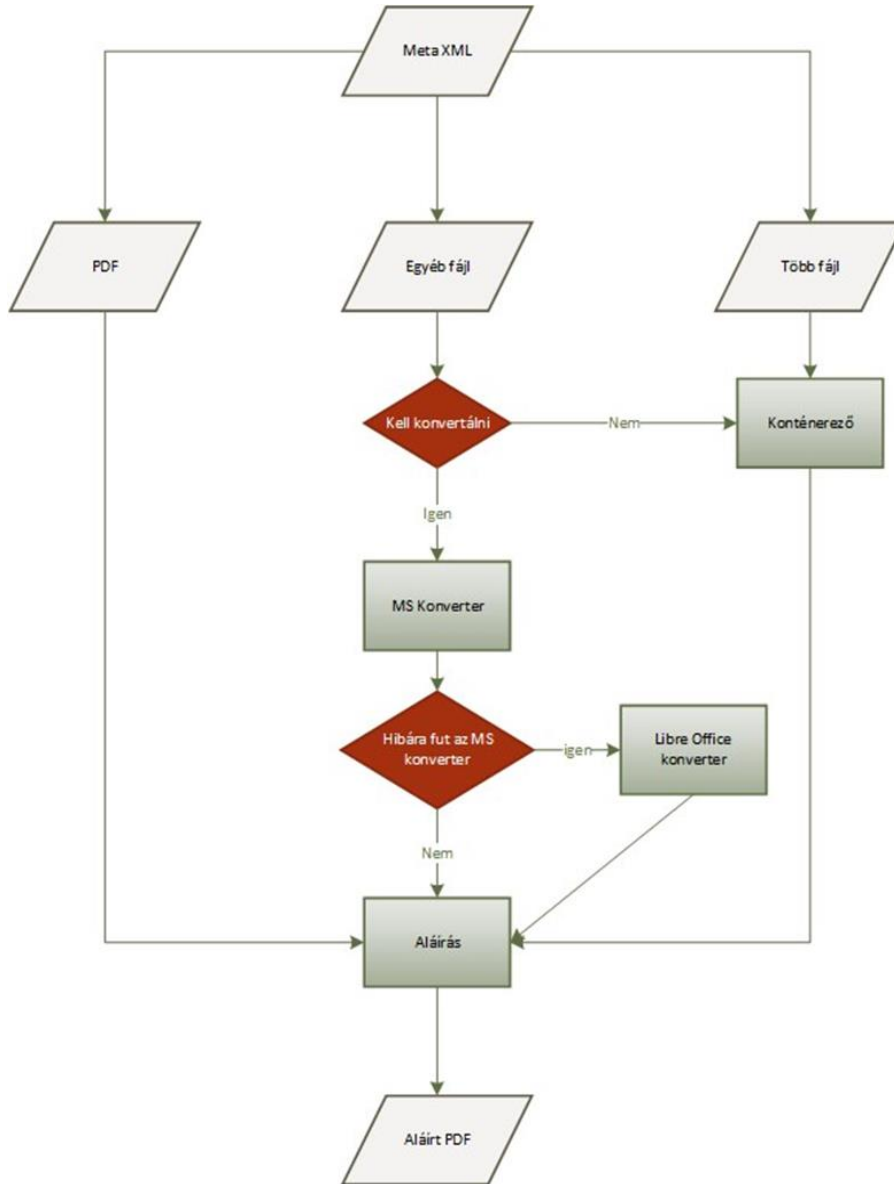 Meta XML
PDF
Egyéb fájl
Több fájl
Kell konvertálni
Nem
Konténerező
Igen
MS Konverter
Hibára fut az MS
konverter
igen
Libre Office
konverter
Nem
Aláírás
Aláírt PDF